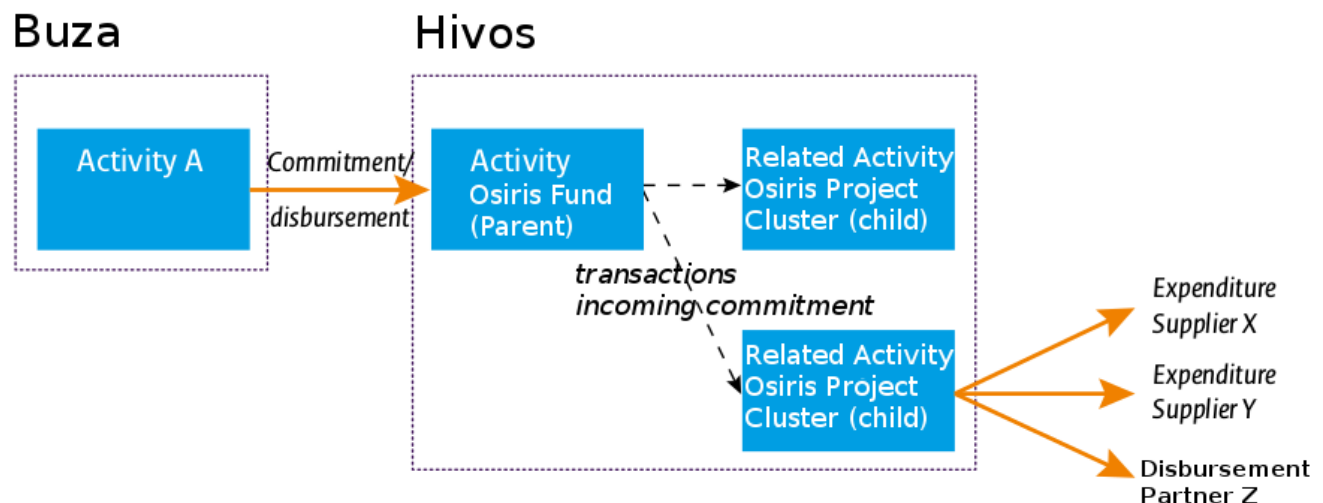 Buza
Hivos
Activity A
Commitment/
disbursement
Activity
Osiris Fund
(Parent)
Related Activity
Osiris Project
Cluster (child)
transactions
incoming commitment
Related Activity
Osiris Project
Cluster (child)
Expenditure
Supplier X
Expenditure
Supplier Y
Disbursement
Partner Z